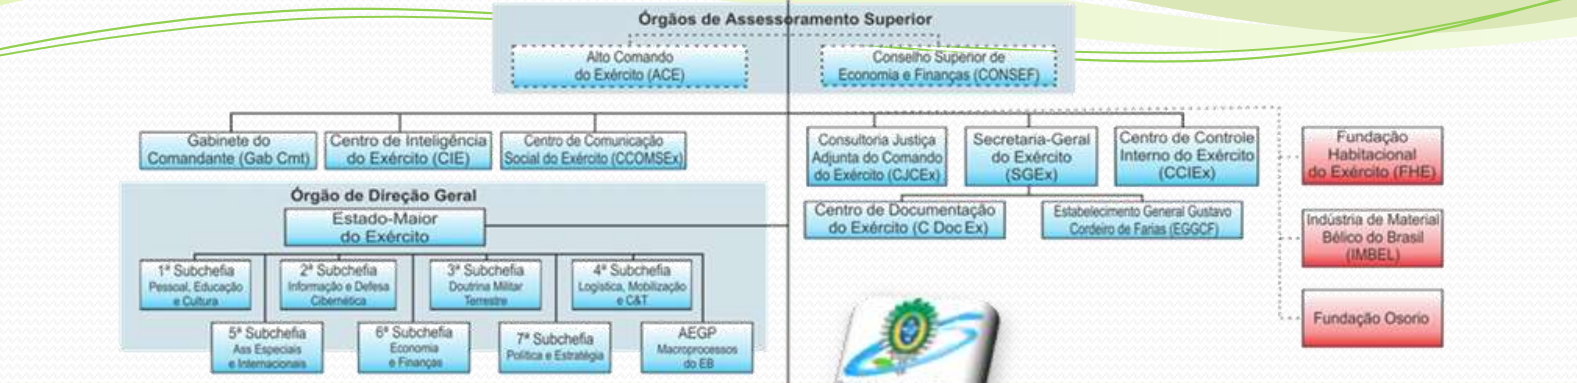 Órgãos de Assessoramento Superior
Alto Comando
do Exército (ACE)
Conselho Superior de
Economia e Finanças (CONSEF)
Gabinete do
Comandante (Gab Cmt)
Centro de Inteligência
do Exército (CIE)
Centro de Comunicação
Social do Exército (CCOMSEx)
Consultoria Justiça
Adjunta do Comando
do Exército (CJCEx)
Secretaria-Geral
do Exército
(SGEx)
Centro de Controle
Interno do Exército
(CCIEx)
Fundação
Habitacional
do Exército (FHE)
Centro de Documentação
do Exército (C Doc Ex)
Estabelecimento General Gustavo
Cordeiro de Farias (EGGCF)
Indústria de Material
Bélico do Brasil
(IMBEL)
Fundação Osorio
Órgão de Direção Geral
Estado-Maior
do Exército
1ª Subchefia
Pessoal, Educação
e Cultura
2ª Subchefia
Informação e Defesa
Cibernética
3ª Subchefia
Doutrina Militar
Terrestre
4ª Subchefia
Logística, Mobilização
e C&T
5ª Subchefia
Ass Especiais
e Internacionais
6ª Subchefia
Economia
e Finanças
7ª Subchefia
Política e Estratégia
AEGP
Macroprocessos
do EB